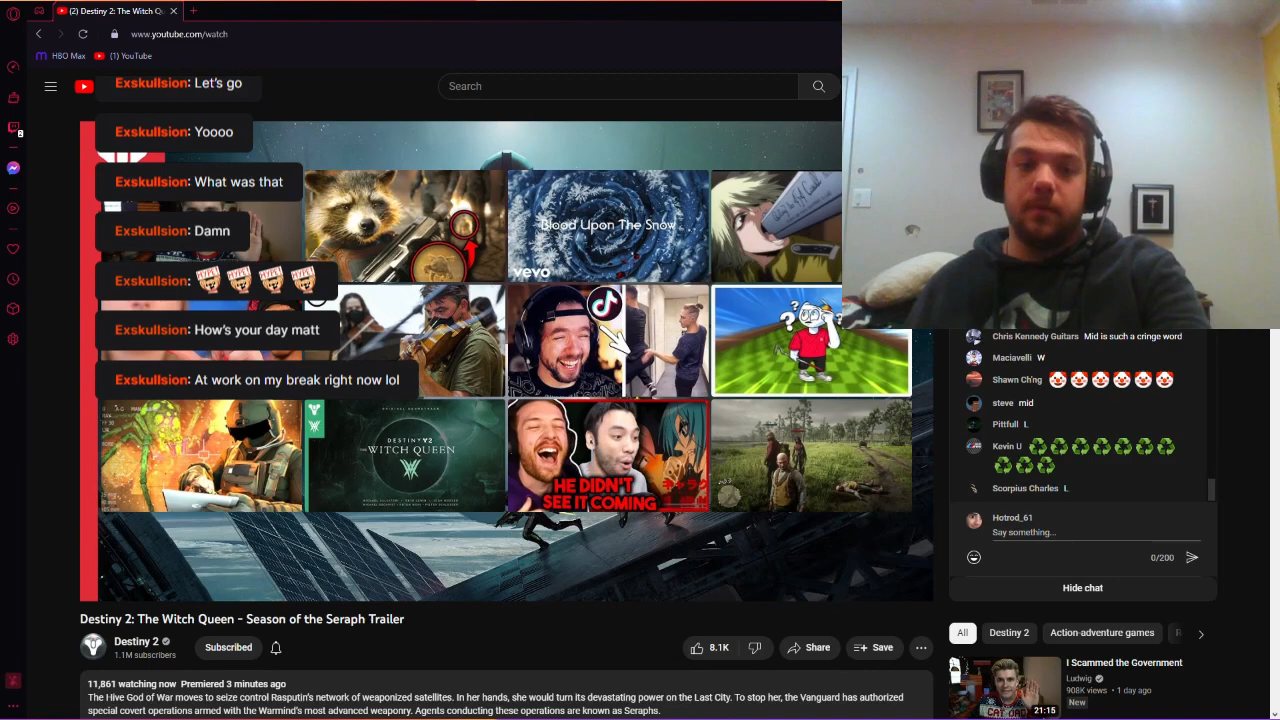 (2) Destiny 2: The Witch Qu
www.youtube.com/watch
HBO Max
(1) YouTube
Exskullsion: Let's go
Search
Exskullsion: Yoooo
Exskullsion: What was that
Exskullsion: Damn
Exskullsion:
Exskullsion: How's your day matt
Exskullsion: At work on my break right now lol
Blood Upon The Snow
vevo
ORIGINAL SOUNDTRACK
DESTINY 2
THE WITCH QUEEN
HE DIDN'T
SEE IT COMING
Chris Kennedy Guitars Mid is such a cringe word
Maciavelli W
Shawn Ch'ng
steve mid
Pittfull L
Kevin U
Scorpius Charles L
Hotrod_61
Say something...
0/200
Hide chat
Destiny 2: The Witch Queen - Season of the Seraph Trailer
Destiny 2
1.1M subscribers
Subscribed
8.1K
Share
Save
11,861 watching now Premiered 3 minutes ago
The Hive God of War moves to seize control Rasputin's network of weaponized satellites. In her hands, she would turn its devastating power on the Last City. To stop her, the Vanguard has authorized
special covert operations armed with the Warmind's most advanced weaponry. Agents conducting these operations are known as Seraphs.
All
Destiny 2
Action-adventure games
I Scammed the Government
Ludwig
908K views • 1 day ago
New
21:15